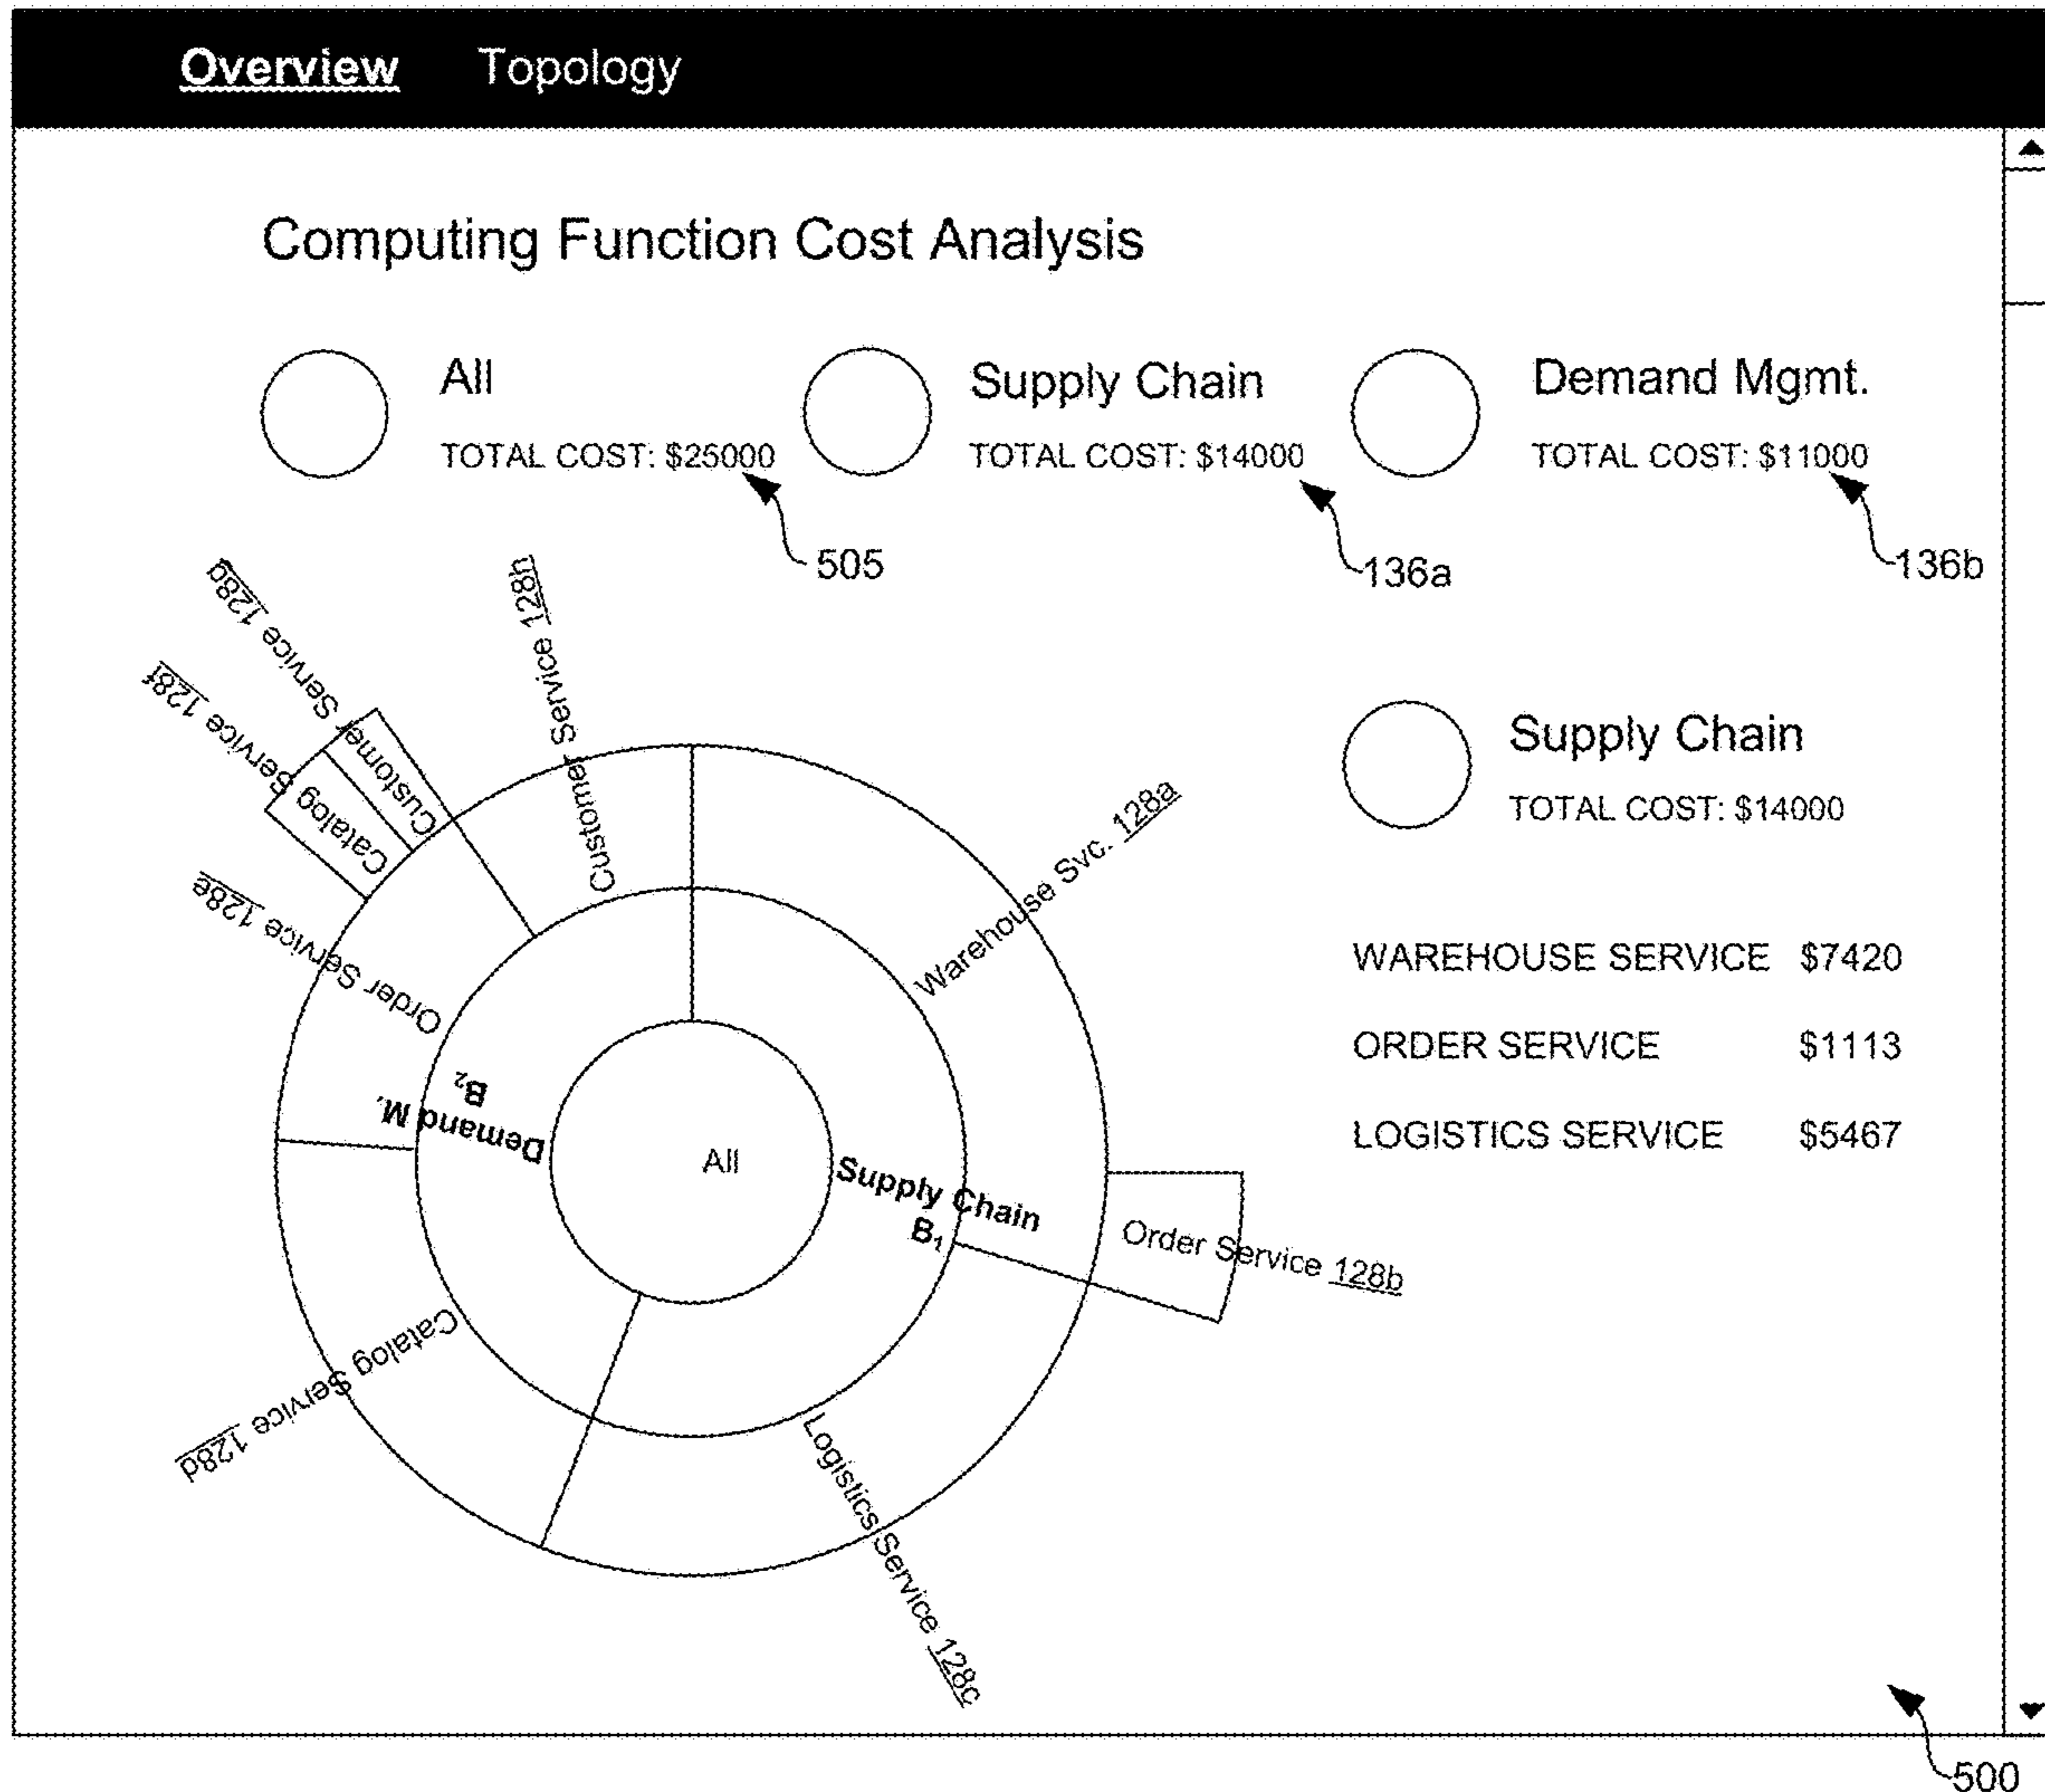 Overview Topology
Computing Function Cost Analysis
All
TOTAL COST: $25000
505
Supply Chain
TOTAL COST: $14000
136a
Demand Mgmt.
TOTAL COST: $11000
136b
Customer Service 128g
Customer Service 128h
Catalog Service 128f
Order Service 128e
Warehouse Svc. 128a
B2
Demand M.
All
Supply Chain
B1
Order Service 128b
Catalog Service 128d
Logistics Service 128c
Supply Chain
TOTAL COST: $14000
WAREHOUSE SERVICE $7420
ORDER SERVICE $1113
LOGISTICS SERVICE $5467
500